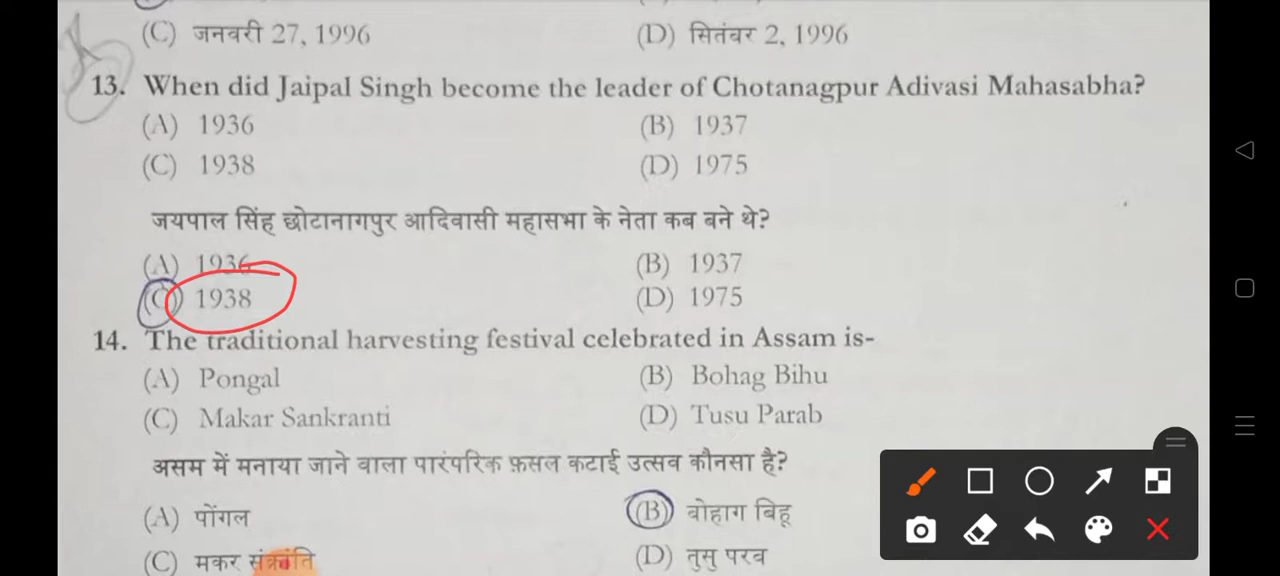 (C) जनवरी 27, 1996 (D) सितंबर 2, 1996
13. When did Jaipal Singh become the leader of Chotanagpur Adivasi Mahasabha?
(A) 1936 (B) 1937
(C) 1938 (D) 1975
जयपाल सिंह छोटानागपुर आदिवासी महासभा के नेता कब बने थे?
(A) 1936 (B) 1937
(C) 1938 (D) 1975
14. The traditional harvesting festival celebrated in Assam is-
(A) Pongal (B) Bohag Bihu
(C) Makar Sankranti (D) Tusu Parab
असम में मनाया जाने वाला पारंपरिक फ़सल कटाई उत्सव कौनसा है?
(A) पोंगल (B) बोहाग बिहू
(C) मकर संक्रांति (D) तुसु परब